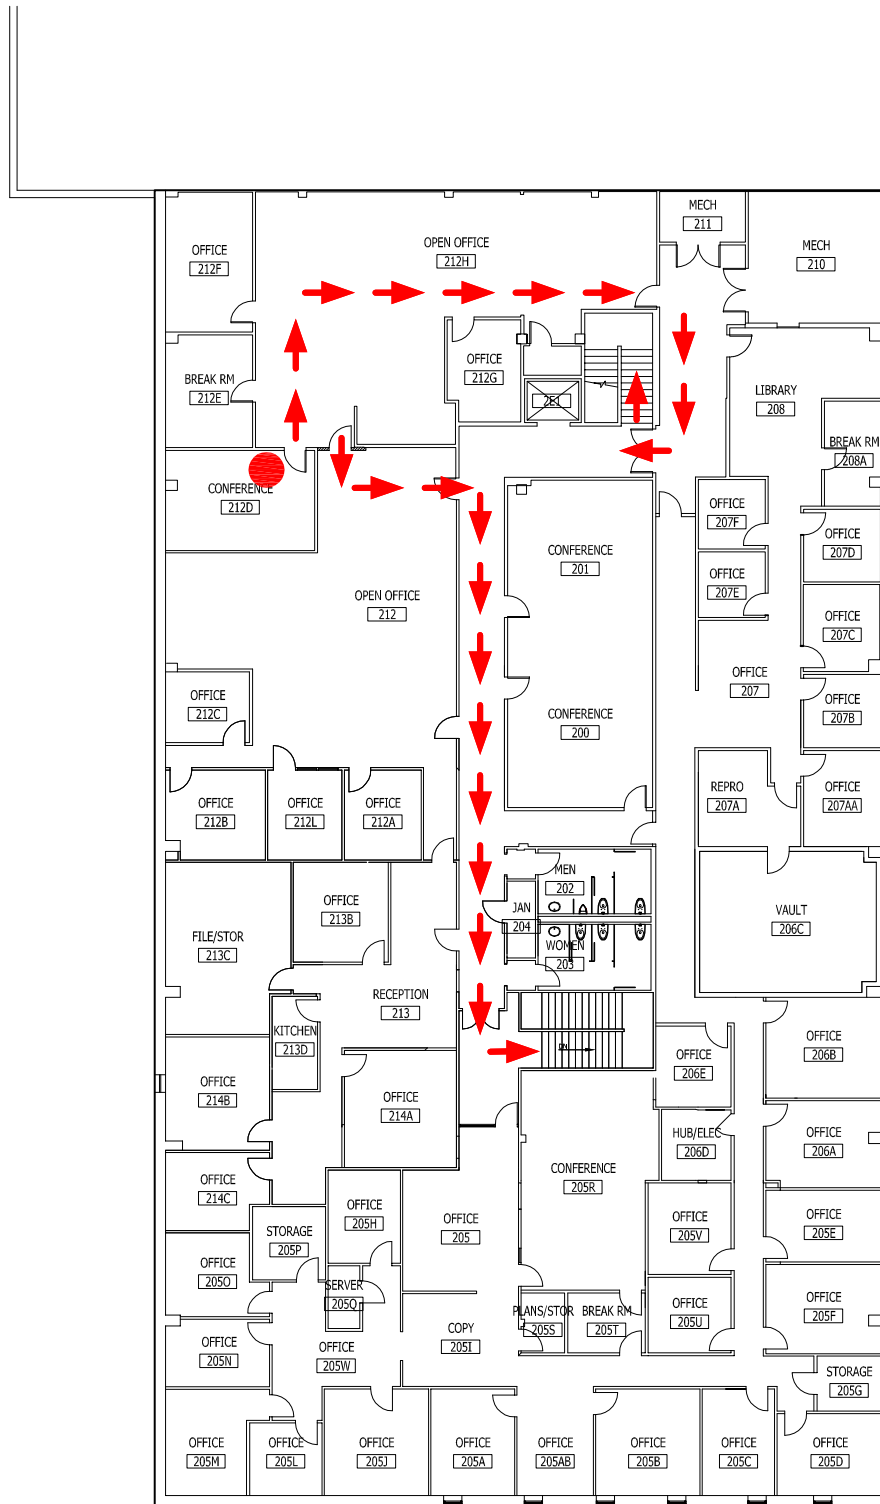 MECH
211
OFFICE
212F
OPEN OFFICE
212H
MECH
210
OFFICE
212G
BREAK RM
212E
2E1
LIBRARY
208
BREAK RM
208A
CONFERENCE
212D
OFFICE
207F
OFFICE
207D
CONFERENCE
201
OFFICE
207E
OPEN OFFICE
212
OFFICE
207C
OFFICE
212C
OFFICE
207
OFFICE
207B
CONFERENCE
200
OFFICE
212B
OFFICE
212L
OFFICE
212A
REPRO
207A
OFFICE
207AA
MEN
202
OFFICE
213B
JAN
204
VAULT
206C
FILE/STOR
213C
WOMEN
203
RECEPTION
213
KITCHEN
213D
DN
OFFICE
206E
OFFICE
206B
OFFICE
214B
OFFICE
214A
HUB/ELEC
206D
OFFICE
206A
CONFERENCE
205R
OFFICE
214C
OFFICE
205H
OFFICE
205
OFFICE
205V
OFFICE
205E
STORAGE
205P
OFFICE
205O
SERVER
205Q
PLANS/STOR
205S
BREAK RM
205T
OFFICE
205U
OFFICE
205F
COPY
205I
OFFICE
205N
OFFICE
205W
STORAGE
205G
OFFICE
205M
OFFICE
205L
OFFICE
205J
OFFICE
205A
OFFICE
205AB
OFFICE
205B
OFFICE
205C
OFFICE
205D